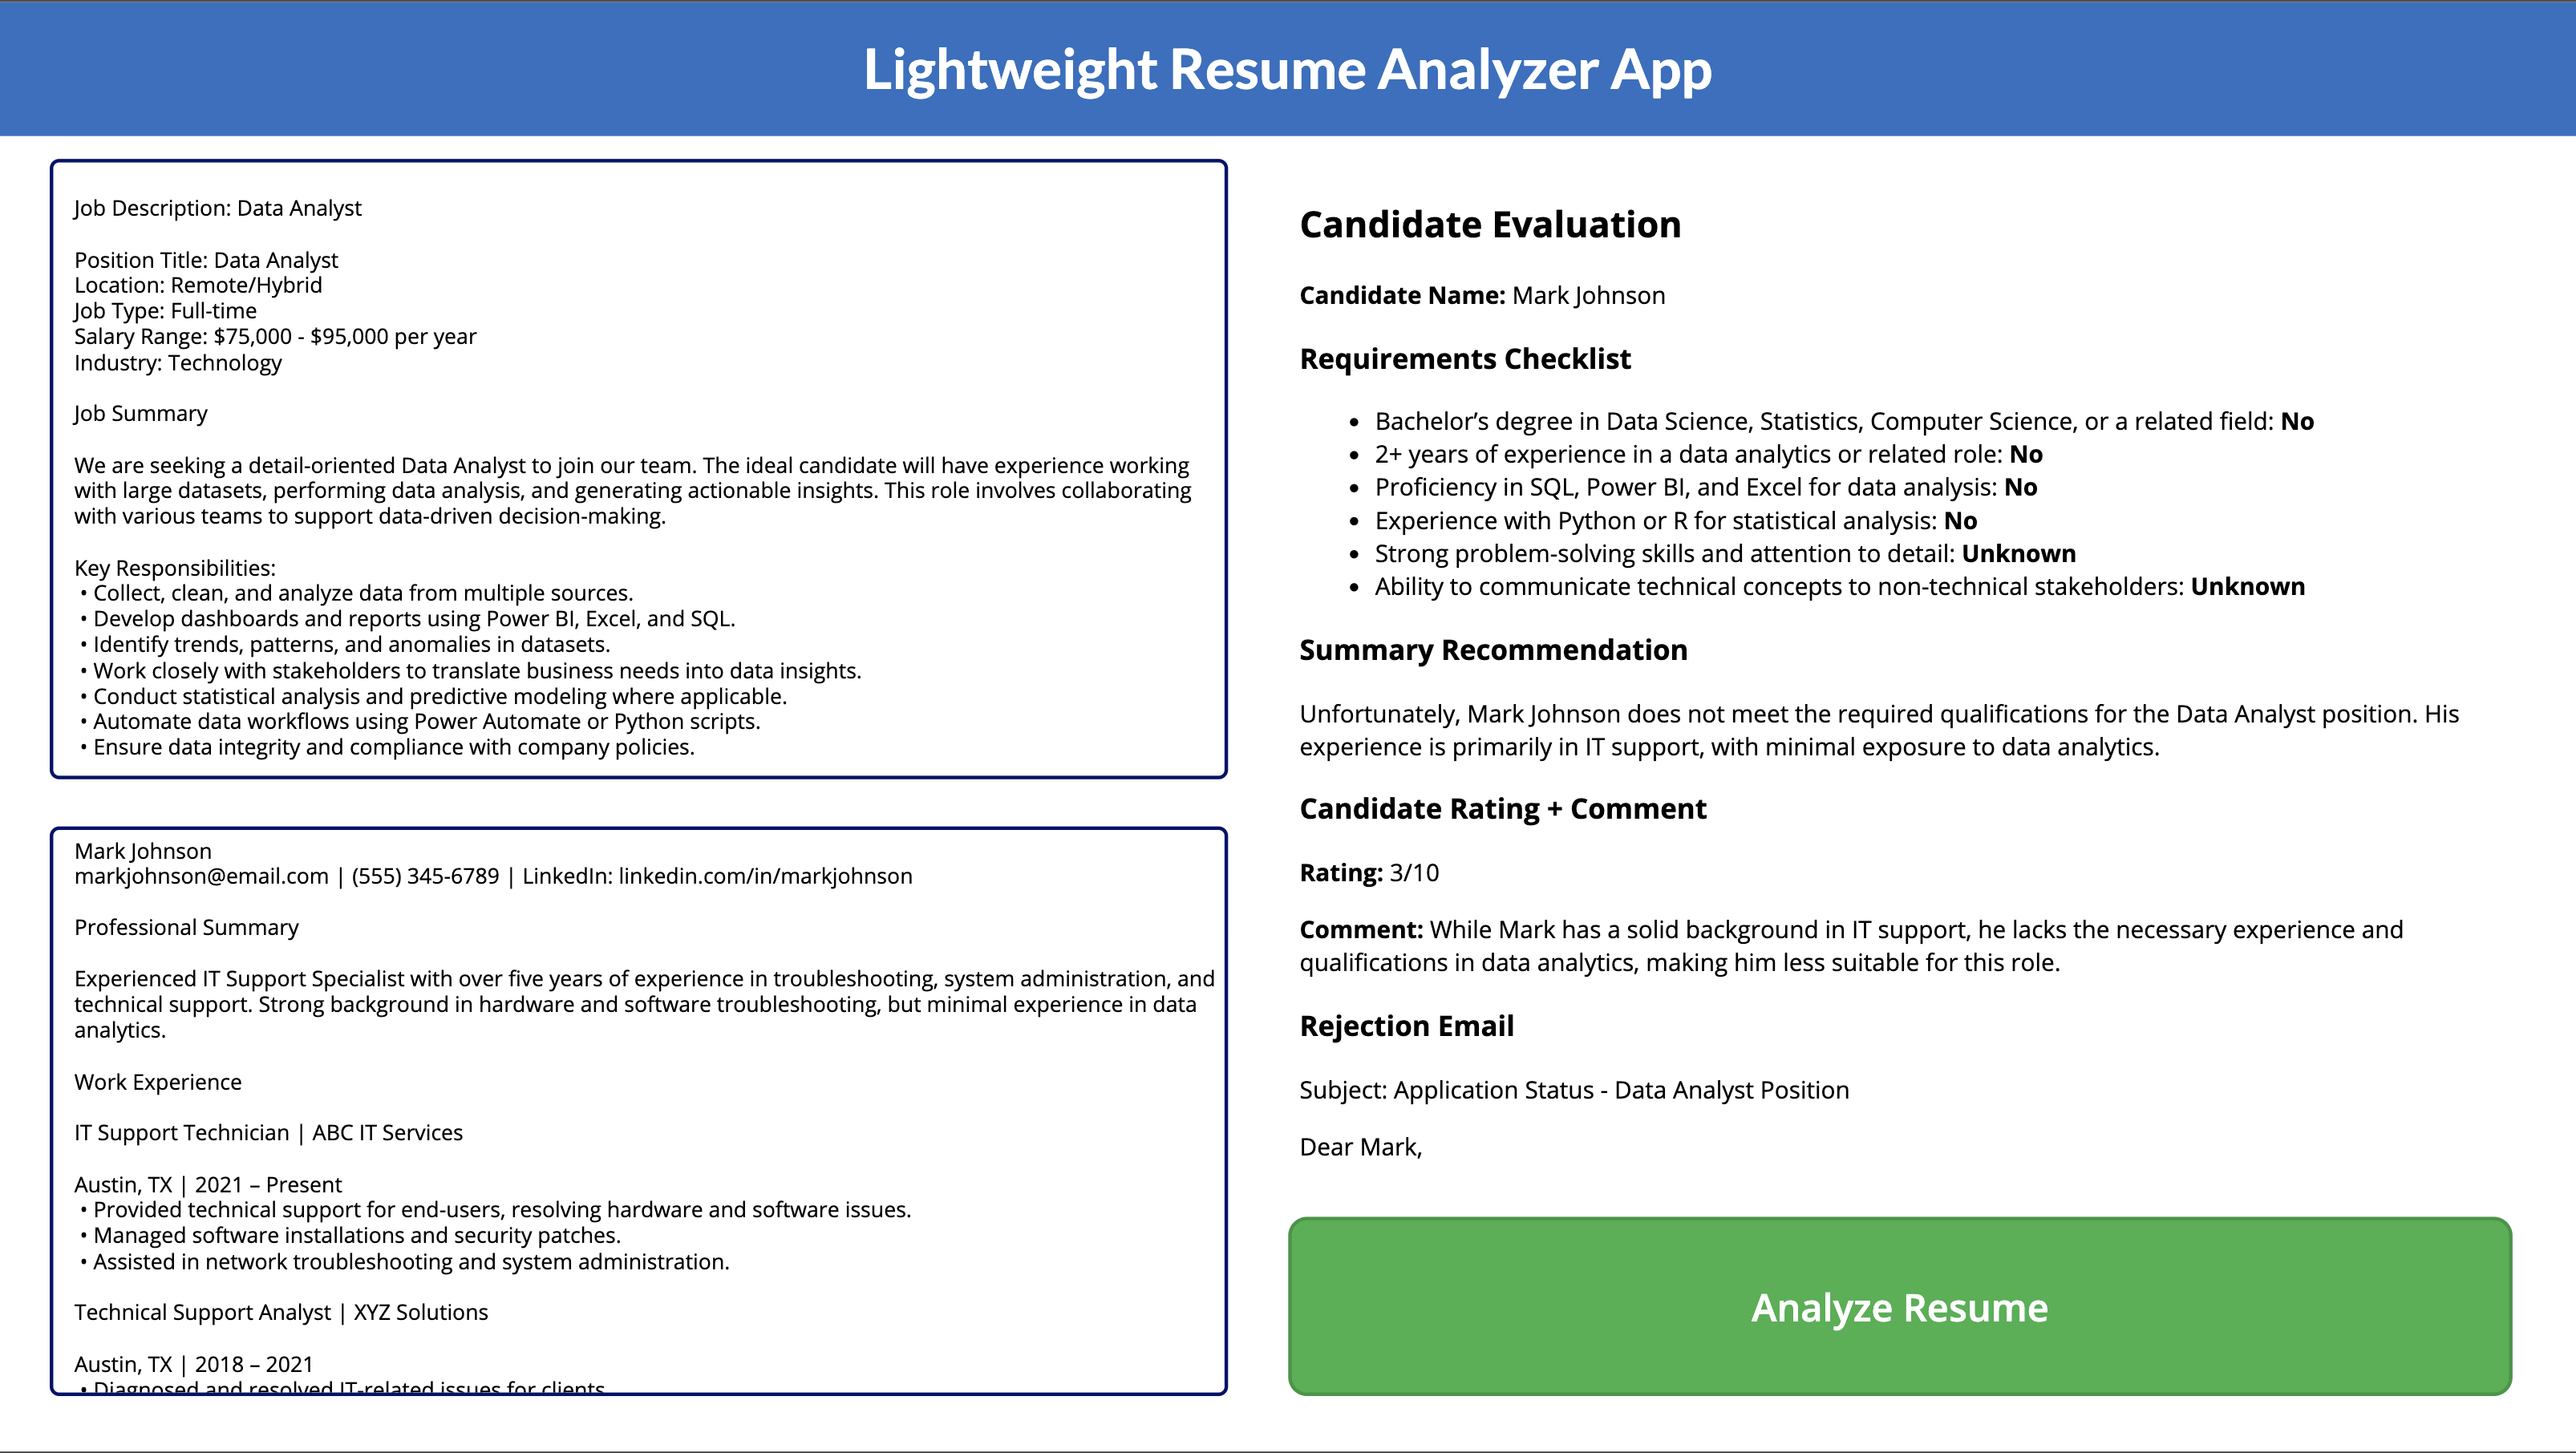 Lightweight Resume Analyzer App
Job Description: Data Analyst
Position Title: Data Analyst
Location: Remote/Hybrid
Job Type: Full-time
Salary Range: $75,000 - $95,000 per year
Industry: Technology
Job Summary
We are seeking a detail-oriented Data Analyst to join our team. The ideal candidate will have experience working
with large datasets, performing data analysis, and generating actionable insights. This role involves collaborating
with various teams to support data-driven decision-making.
Key Responsibilities:
• Collect, clean, and analyze data from multiple sources.
• Develop dashboards and reports using Power BI, Excel, and SQL.
• Identify trends, patterns, and anomalies in datasets.
• Work closely with stakeholders to translate business needs into data insights.
• Conduct statistical analysis and predictive modeling where applicable.
• Automate data workflows using Power Automate or Python scripts.
• Ensure data integrity and compliance with company policies.
Mark Johnson
markjohnson@email.com | (555) 345-6789 | LinkedIn: linkedin.com/in/markjohnson
Professional Summary
Experienced IT Support Specialist with over five years of experience in troubleshooting, system administration, and
technical support. Strong background in hardware and software troubleshooting, but minimal experience in data
analytics.
Work Experience
IT Support Technician | ABC IT Services
Austin, TX | 2021 – Present
• Provided technical support for end-users, resolving hardware and software issues.
• Managed software installations and security patches.
• Assisted in network troubleshooting and system administration.
Technical Support Analyst | XYZ Solutions
Austin, TX | 2018 – 2021
• Diagnosed and resolved IT-related issues for clients
Candidate Evaluation
Candidate Name: Mark Johnson
Requirements Checklist
• Bachelor’s degree in Data Science, Statistics, Computer Science, or a related field: No
• 2+ years of experience in a data analytics or related role: No
• Proficiency in SQL, Power BI, and Excel for data analysis: No
• Experience with Python or R for statistical analysis: No
• Strong problem-solving skills and attention to detail: Unknown
• Ability to communicate technical concepts to non-technical stakeholders: Unknown
Summary Recommendation
Unfortunately, Mark Johnson does not meet the required qualifications for the Data Analyst position. His
experience is primarily in IT support, with minimal exposure to data analytics.
Candidate Rating + Comment
Rating: 3/10
Comment: While Mark has a solid background in IT support, he lacks the necessary experience and
qualifications in data analytics, making him less suitable for this role.
Rejection Email
Subject: Application Status - Data Analyst Position
Dear Mark,
Analyze Resume